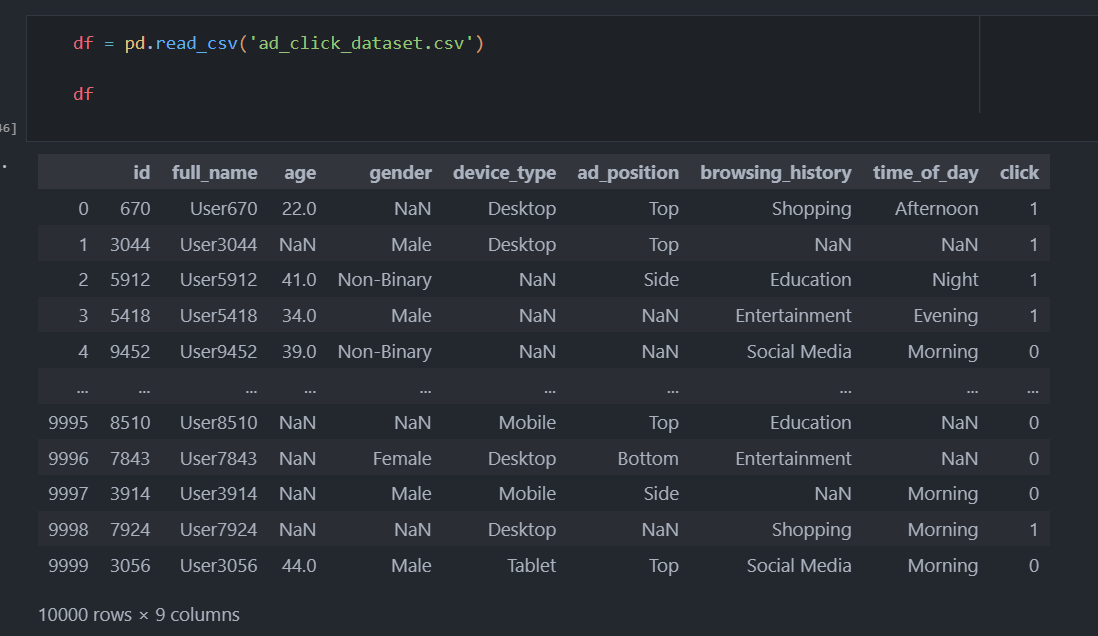 df = pd.read_csv('ad_click_dataset.csv')
df
46]
id full_name age gender device_type ad_position browsing_history time_of_day click
0 670 User670 22.0 NaN Desktop Top Shopping Afternoon 1
1 3044 User3044 NaN Male Desktop Top NaN NaN 1
2 5912 User5912 41.0 Non-Binary NaN Side Education Night 1
3 5418 User5418 34.0 Male NaN NaN Entertainment Evening 1
4 9452 User9452 39.0 Non-Binary NaN NaN Social Media Morning 0
... ... ... ... ... ... ... ... ... ...
9995 8510 User8510 NaN NaN Mobile Top Education NaN 0
9996 7843 User7843 NaN Female Desktop Bottom Entertainment NaN 0
9997 3914 User3914 NaN Male Mobile Side NaN Morning 0
9998 7924 User7924 NaN NaN Desktop NaN Shopping Morning 1
9999 3056 User3056 44.0 Male Tablet Top Social Media Morning 0
10000 rows × 9 columns